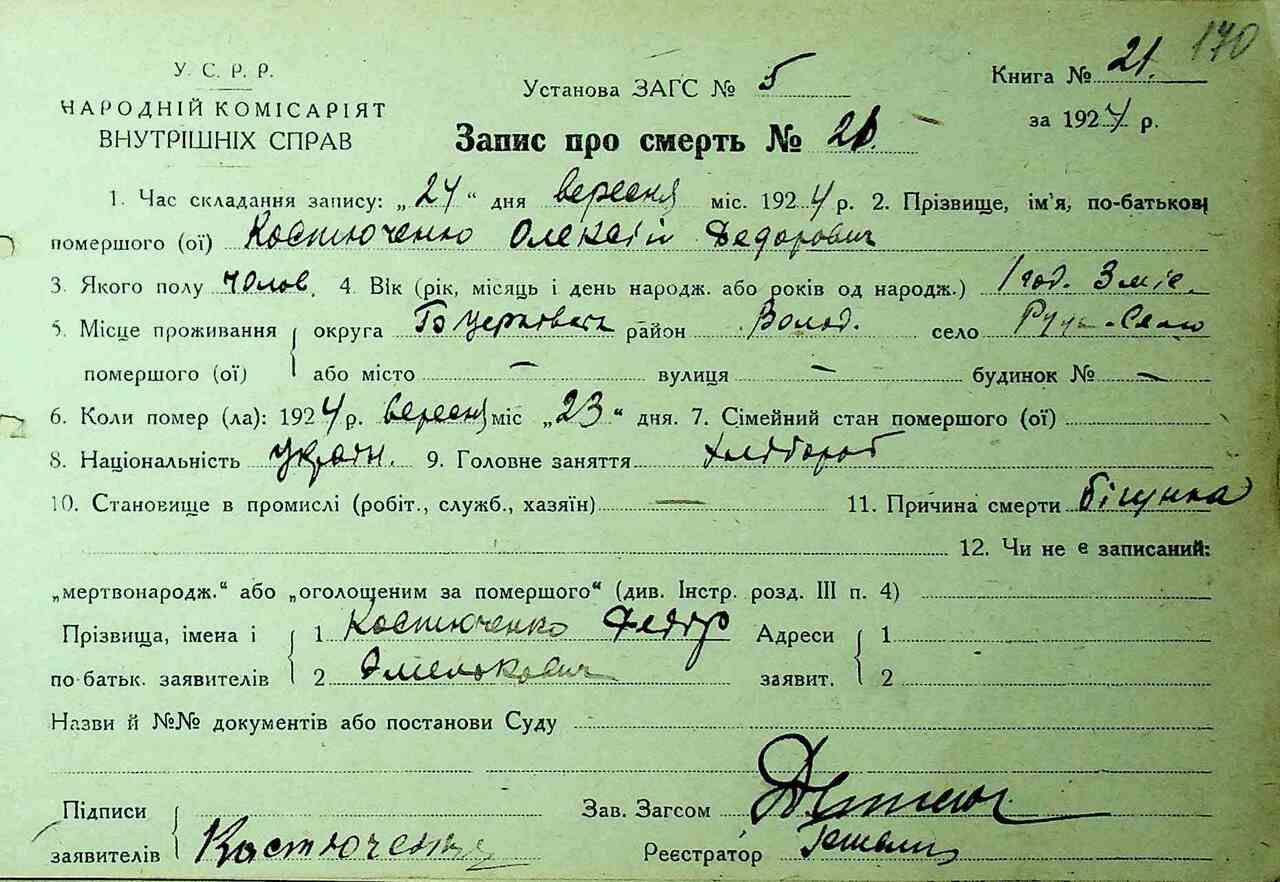 170
У. С. Р. Р.
НАРОДНІЙ КОМІСАРІЯТ
ВНУТРІШНІХ СПРАВ
Установа ЗАГС № 5
Книга № 21.
за 1924 р.
Запис про смерть № 21.
1. Час складання запису: „24“ дня вересня міс. 1924 р. 2. Прізвище, ім'я, по-батькові
помершого (ої) Костюченко Олексій Федорович
3. Якого полу Чолов. 4. Вік (рік, місяць і день народж. або років од народж.) 1 год. 3 міс.
5. Місце проживання округа Б Церковська район Волод. село Руда-Село
помершого (ої) або місто — вулиця — будинок № —
6. Коли помер (ла): 1924 р. вересня міс „23“ дня. 7. Сімейний стан помершого (ої)
8. Національність Україн. 9. Головне заняття хлібороб
10. Становище в промислі (робіт., служб., хазяїн) — 11. Причина смерти бігунка
12. Чи не є записаний:
„мертвонародж.“ або „оголошеним за помершого“ (див. Інстр. розд. III п. 4)
Прізвища, імена і 1 Костюченко Федір Адреси 1
по-батьк. заявителів 2 Омелькович заявит. 2
Назви й №№ документів або постанови Суду
Підписи Зав. Загсом
заявителів Костюченко Реєстратор